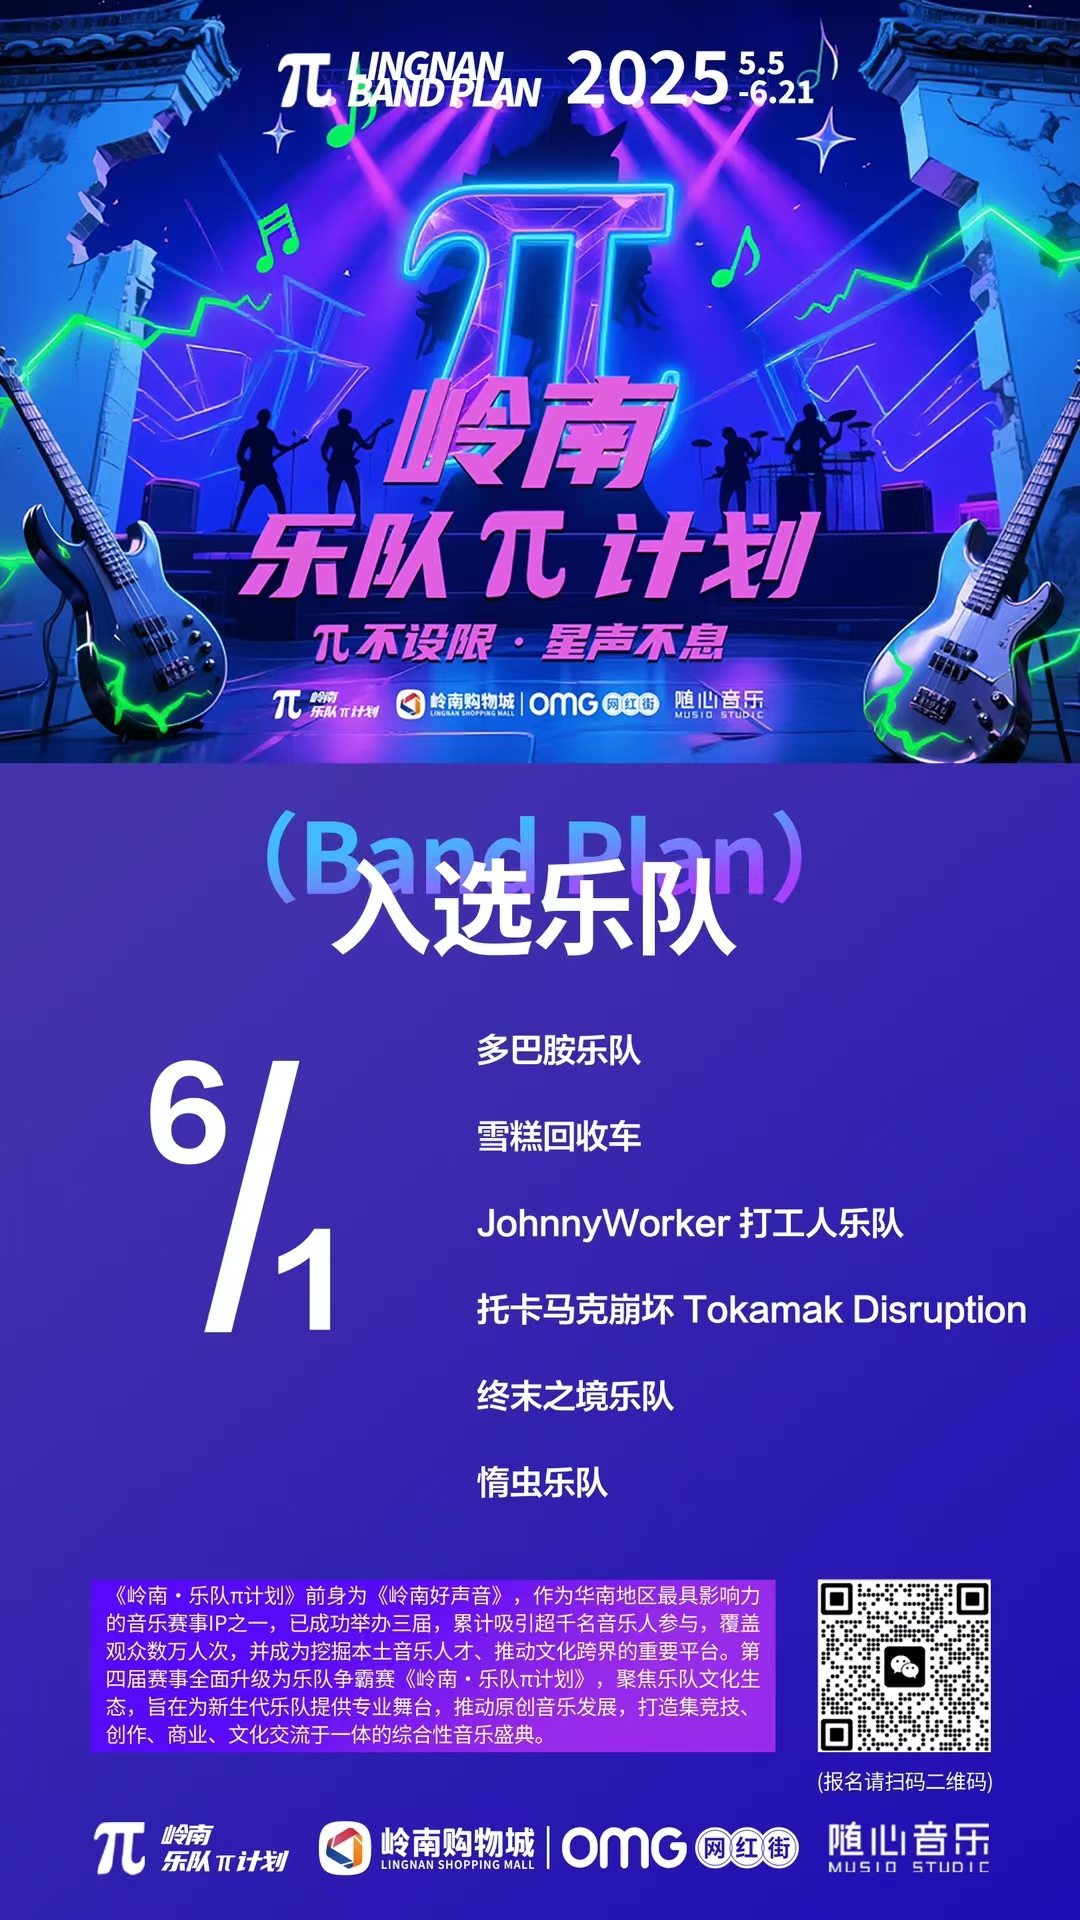 π LINGNAN BAND PLAN 2025 5.5-6.21
π
岭南
乐队 π 计划
π 不设限 · 星声不息
π 岭南乐队π计划 岭南购物城 LINGNAN SHOPPING MALL OMG 网红街 随心音乐 MUSIO STUDIC
(Band Plan)
入选乐队
6/1
多巴胺乐队
雪糕回收车
JohnnyWorker 打工人乐队
托卡马克崩坏 Tokamak Disruption
终末之境乐队
惰虫乐队
《岭南·乐队π计划》前身为《岭南好声音》，作为华南地区最具影响力
的音乐赛事IP之一，已成功举办三届，累计吸引超千名音乐人参与，覆盖
观众数万人次，并成为挖掘本土音乐人才、推动文化跨界的重要平台。第
四届赛事全面升级为乐队争霸赛《岭南·乐队π计划》，聚焦乐队文化生
态，旨在为新生代乐队提供专业舞台，推动原创音乐发展，打造集竞技、
创作、商业、文化交流于一体的综合性音乐盛典。
(报名请扫码二维码)
π 岭南乐队π计划 岭南购物城 LINGNAN SHOPPING MALL OMG 网红街 随心音乐 MUSIO STUDIC